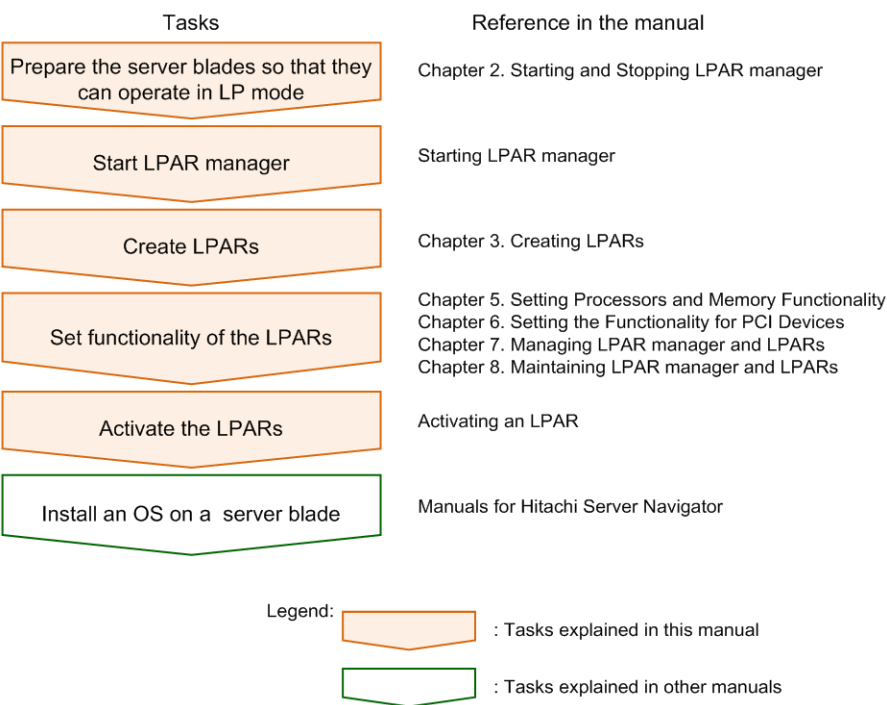 Tasks
Reference in the manual
Prepare the server blades so that they
can operate in LP mode
Chapter 2. Starting and Stopping LPAR manager
Start LPAR manager
Starting LPAR manager
Create LPARs
Chapter 3. Creating LPARs
Set functionality of the LPARs
Chapter 5. Setting Processors and Memory Functionality
Chapter 6. Setting the Functionality for PCI Devices
Chapter 7. Managing LPAR manager and LPARs
Chapter 8. Maintaining LPAR manager and LPARs
Activate the LPARs
Activating an LPAR
Install an OS on a server blade
Manuals for Hitachi Server Navigator
Legend:
: Tasks explained in this manual
: Tasks explained in other manuals